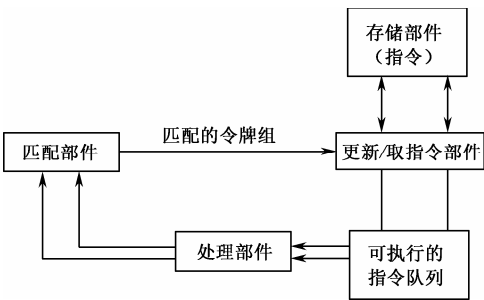 存储部件
（指令）
匹配的令牌组
匹配部件
更新/取指令部件
处理部件
可执行的
指令队列